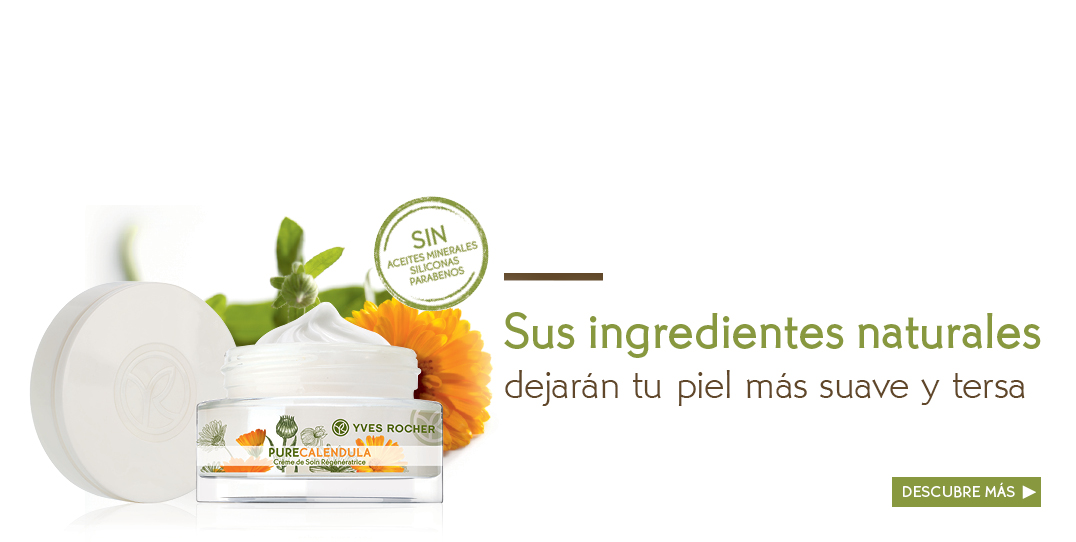 SIN
ACEITES MINERALES
SILICONAS
PARABENOS
Sus ingredientes naturales
dejarán tu piel más suave y tersa
YVES ROCHER
PURECALENDULA
Crème de Soin Régénératrice
DESCUBRE MÁS